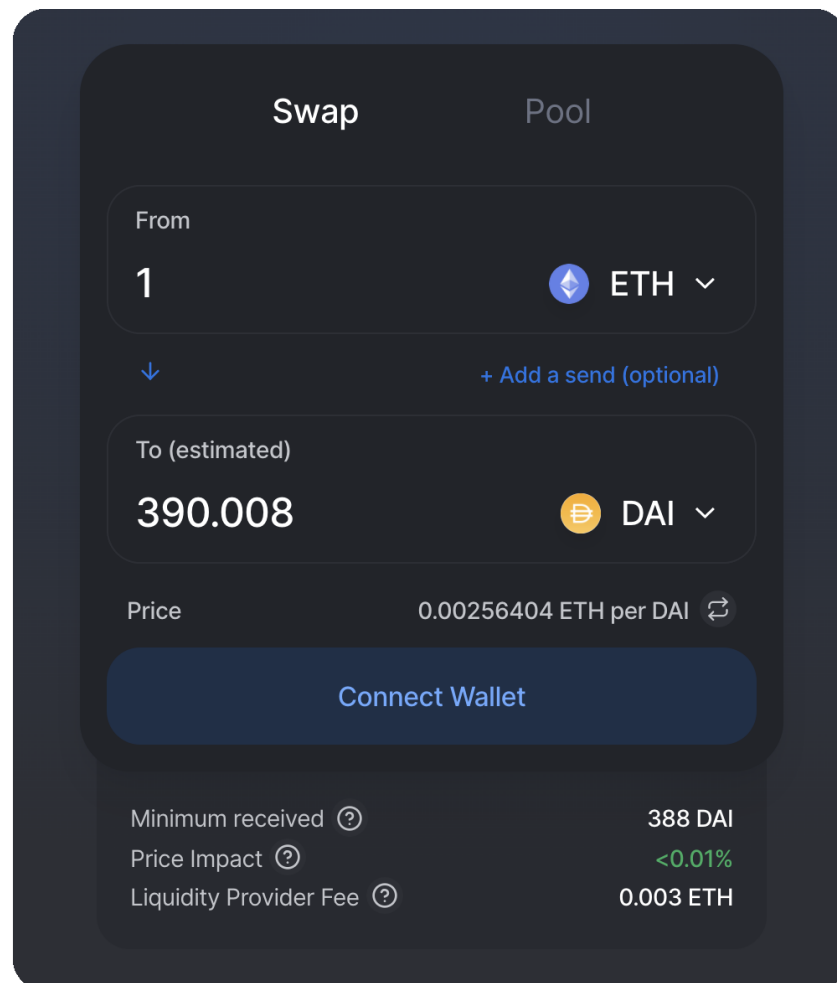 Swap Pool
From
1 ETH
+ Add a send (optional)
To (estimated)
390.008 DAI
Price 0.00256404 ETH per DAI
Connect Wallet
Minimum received ? 388 DAI
Price Impact ? <0.01%
Liquidity Provider Fee ? 0.003 ETH